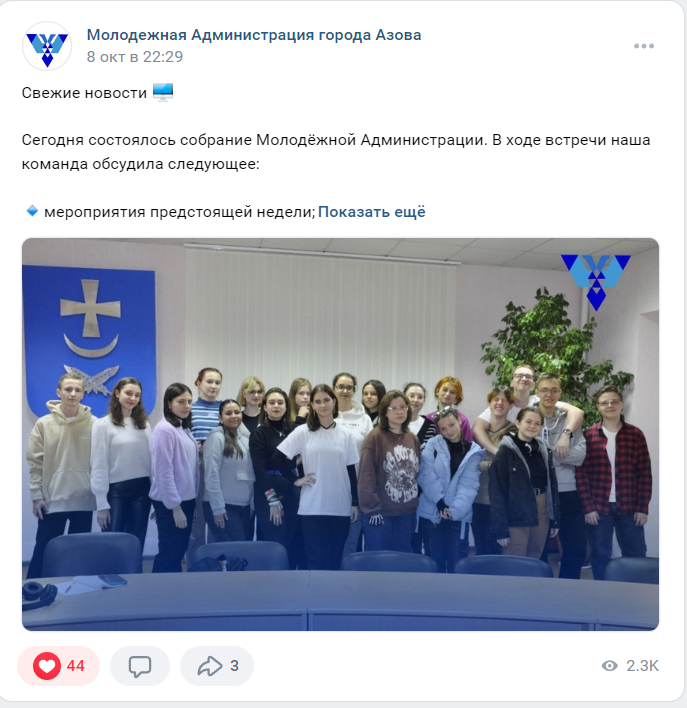 Молодежная Администрация города Азова
8 окт в 22:29
Свежие новости
Сегодня состоялось собрание Молодёжной Администрации. В ходе встречи наша
команда обсудила следующее:
мероприятия предстоящей недели; Показать ещё
44
3
2.3K